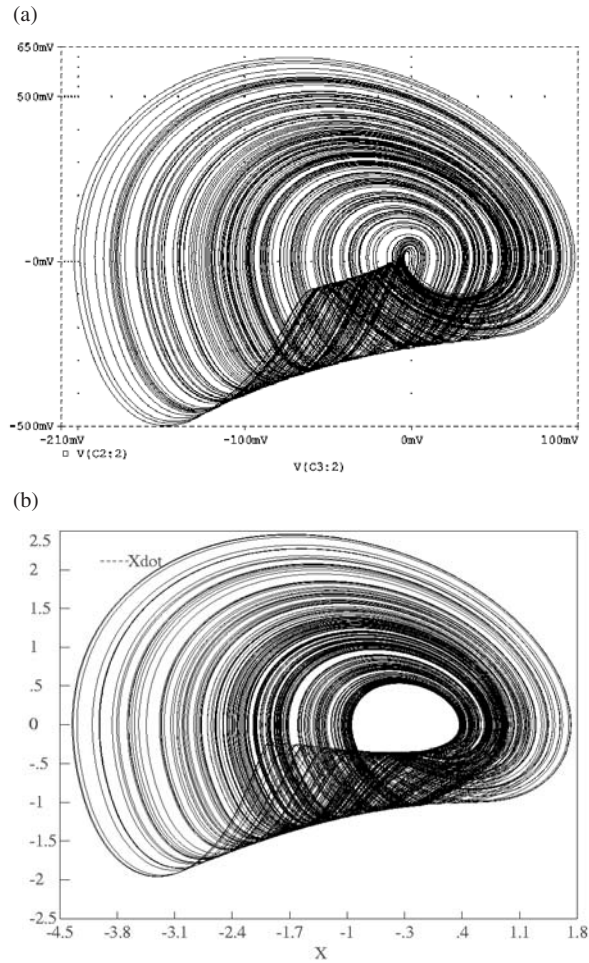 (a)
650mV
500mV
-0mV
-500mV
-210mV -100mV 0mV 100mV
□ V(C2:2)
V(C3:2)
(b)
2.5
Xdot
2
1.5
1
.5
0
-.5
-1
-1.5
-2
-2.5
-4.5 -3.8 -3.1 -2.4 -1.7 -1 -.3 .4 1.1 1.8
X